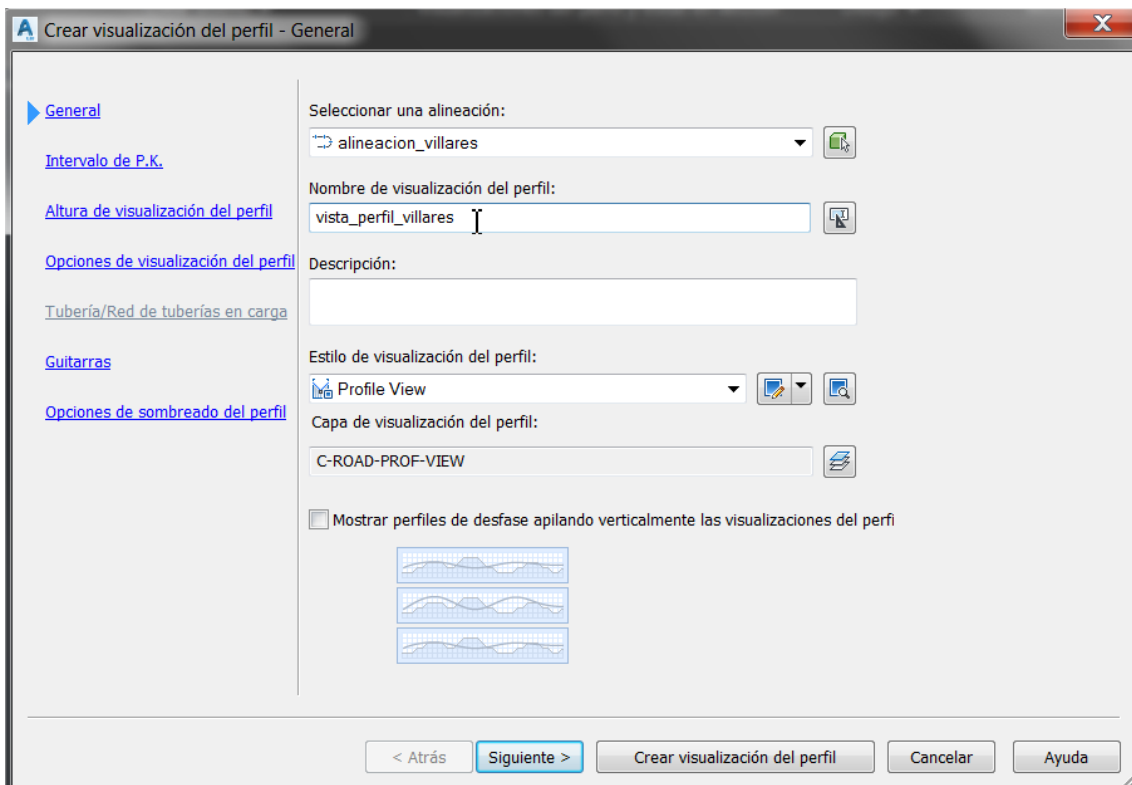 Crear visualización del perfil - General
General
Intervalo de P.K.
Altura de visualización del perfil
Opciones de visualización del perfil
Tubería/Red de tuberías en carga
Guitarras
Opciones de sombreado del perfil
Seleccionar una alineación:
alineacion_villares
Nombre de visualización del perfil:
vista_perfil_villares
Descripción:
Estilo de visualización del perfil:
Profile View
Capa de visualización del perfil:
C-ROAD-PROF-VIEW
Mostrar perfiles de desfase apilando verticalmente las visualizaciones del perfi
< Atrás
Siguiente >
Crear visualización del perfil
Cancelar
Ayuda